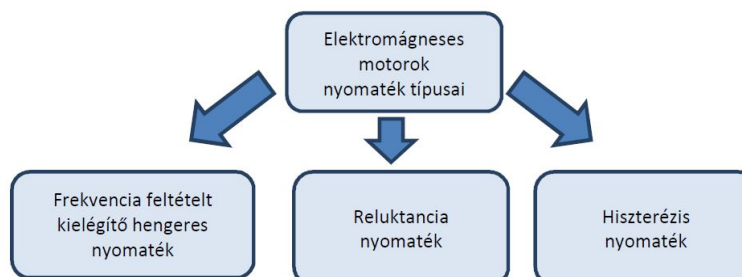 Elektromágneses
motorok
nyomaték típusai
Frekvencia feltételt
kielégítő hengeres
nyomaték
Reluktancia
nyomaték
Hiszterézis
nyomaték